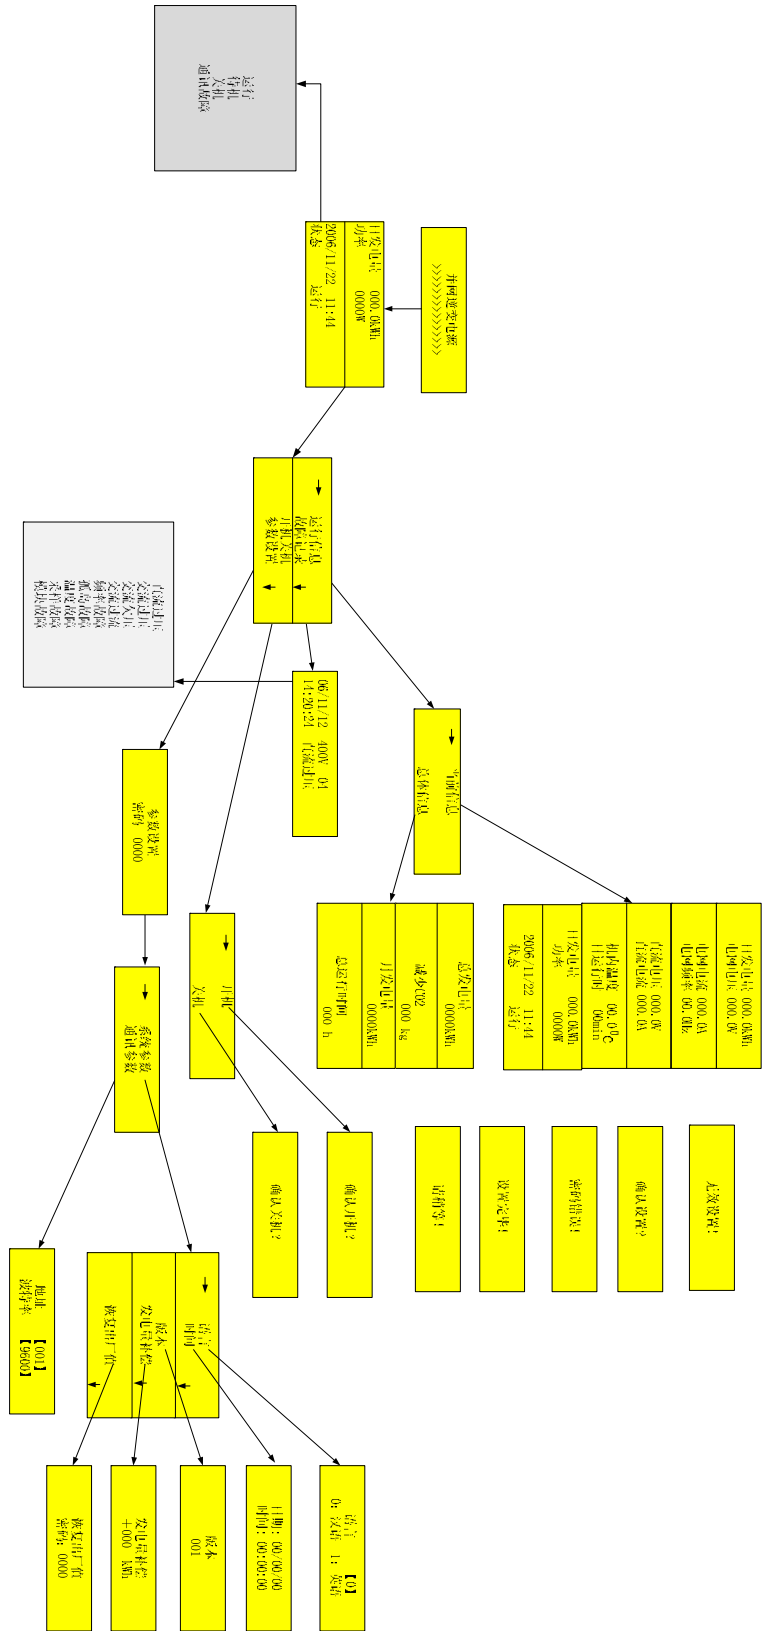 并网逆变电源
>>>>>>>>>>>>>>>>
日发电量 000.0kWh
功率 0000W
2006/11/22 11:44
状态 运行
运行
待机
关机
通讯故障
→ 运行信息
故障记录
开机关机
参数设置
06/11/12 400V 04
14:20:24 直流过压
直流过压
交流过压
交流欠压
交流过流
频率故障
孤岛故障
温度故障
采样故障
模块故障
→ 当前信息
总体信息
日发电量 000.0kWh
电网电压 000.0V
电网电流 000.0A
电网频率 00.0Hz
直流电压 000.0V
直流电流 000.0A
机内温度 00.0℃
日运行时 00min
日发电量 000.0kWh
功率 0000W
2006/11/22 11:44
状态 运行
总发电量
0000kWh
减少CO2
000 kg
月发电量
0000kWh
总运行时间
000 h
→ 开机
关机
确认开机?
确认关机?
参数设置
密码 0000
→ 系统参数
通讯参数
地址 【001】
波特率 【9600】
→ 语言
时间
版本
发电量补偿
恢复出厂值
语言 【0】
0: 汉语 1: 英语
日期: 00/00/00
时间: 00:00:00
版本
001
发电量补偿
+000 kWh
恢复出厂值
密码: 0000
无效设置!
确认设置?
密码错误!
设置完毕!
请稍等!